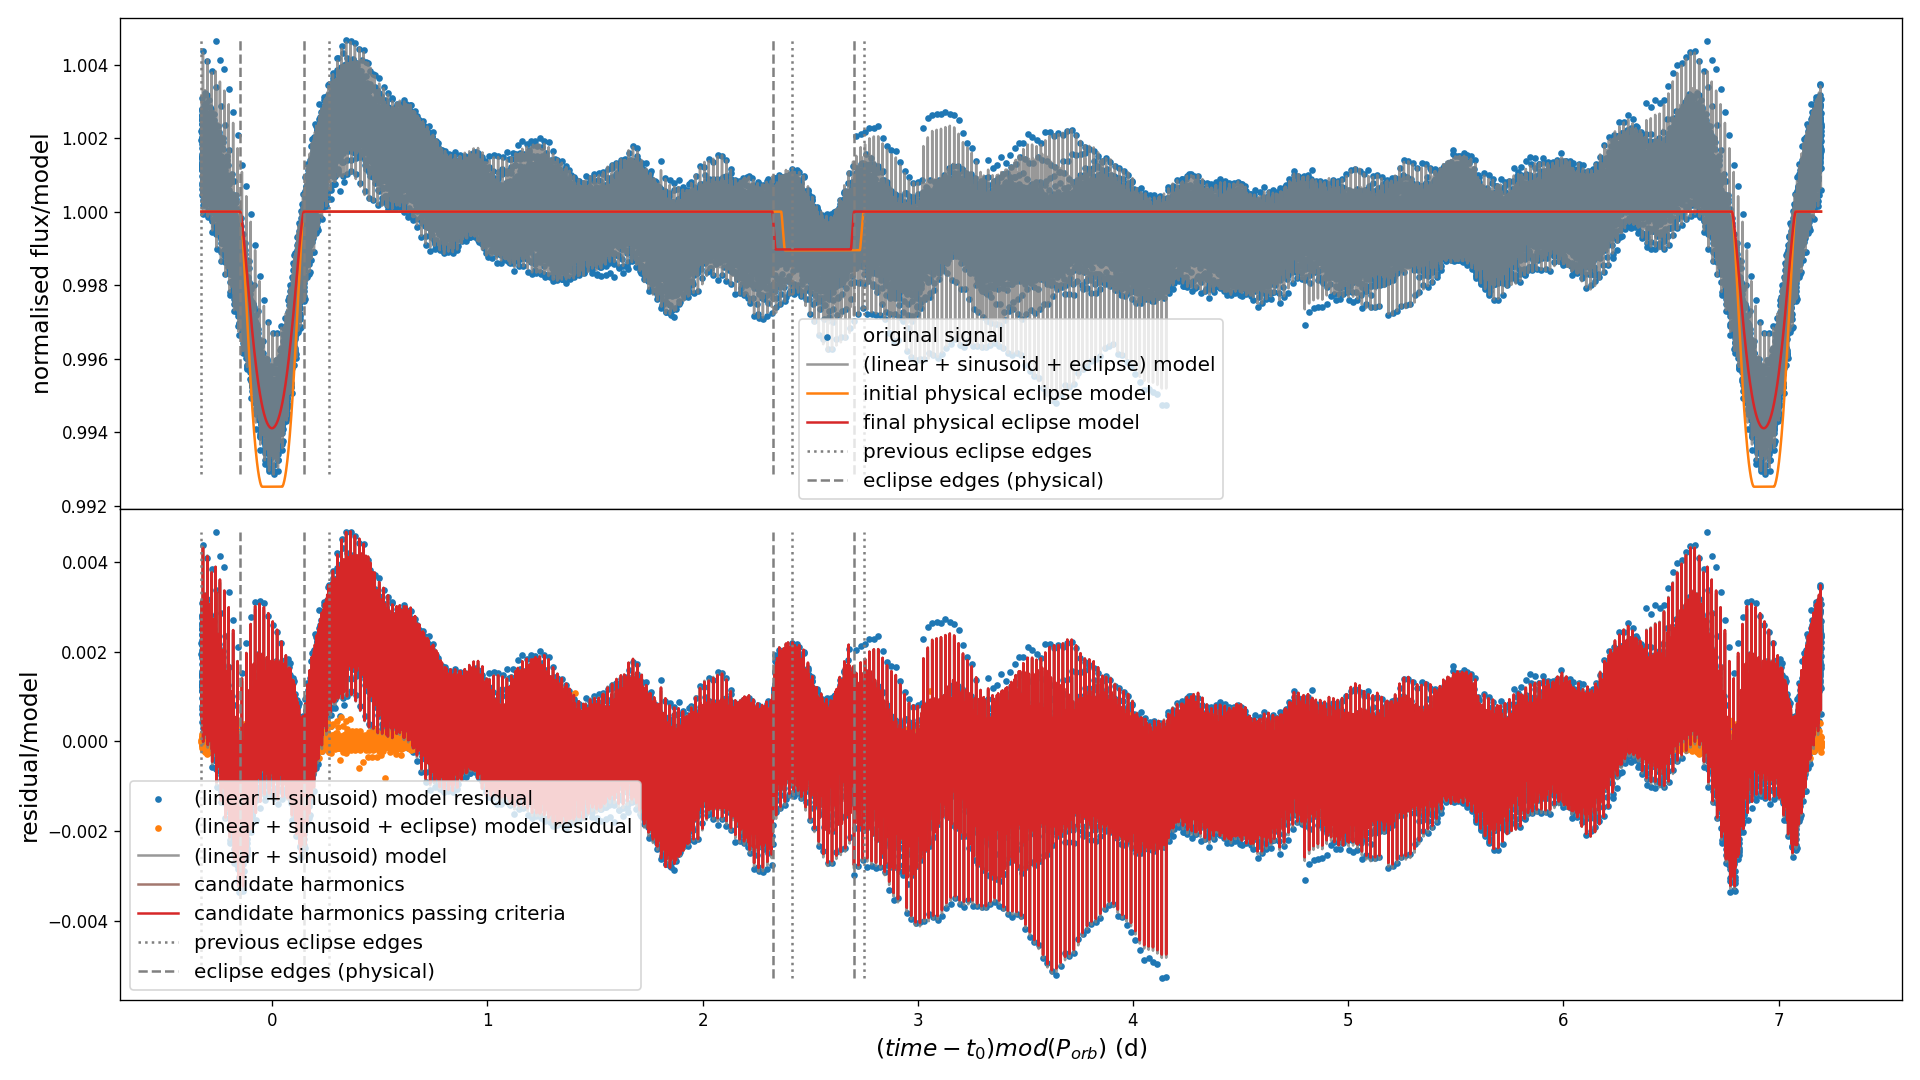 normalised flux/model
1.004
1.002
1.000
0.998
0.996
0.994
0.992
original signal
(linear + sinusoid + eclipse) model
initial physical eclipse model
final physical eclipse model
previous eclipse edges
eclipse edges (physical)
residual/model
0.004
0.002
0.000
−0.002
−0.004
(linear + sinusoid) model residual
(linear + sinusoid + eclipse) model residual
(linear + sinusoid) model
candidate harmonics
candidate harmonics passing criteria
previous eclipse edges
eclipse edges (physical)
0 1 2 3 4 5 6 7
(time − t₀)mod(Pₒᵣb) (d)